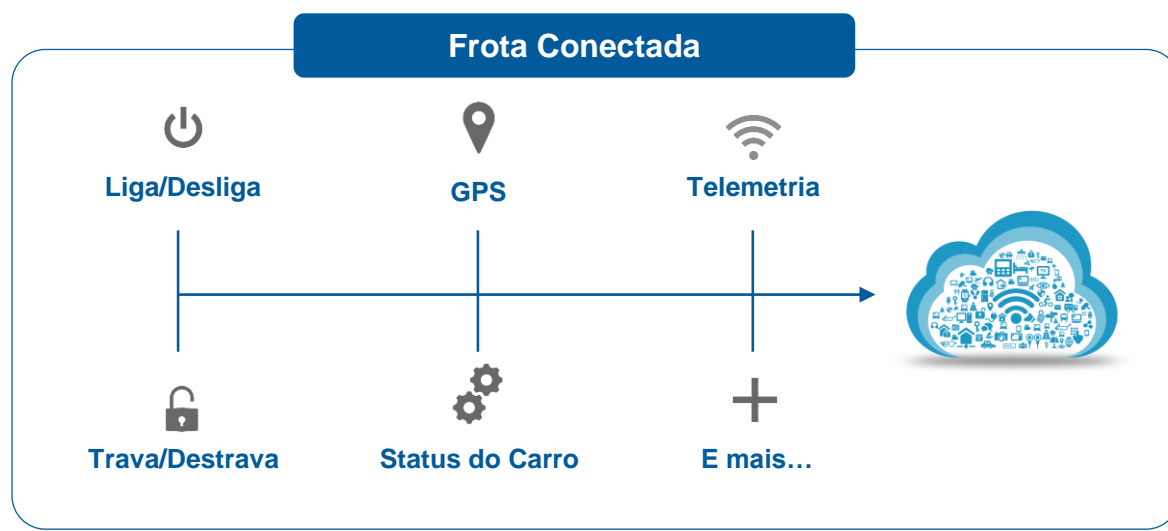 Frota Conectada
Liga/Desliga
GPS
Telemetria
Trava/Destrava
Status do Carro
E mais…